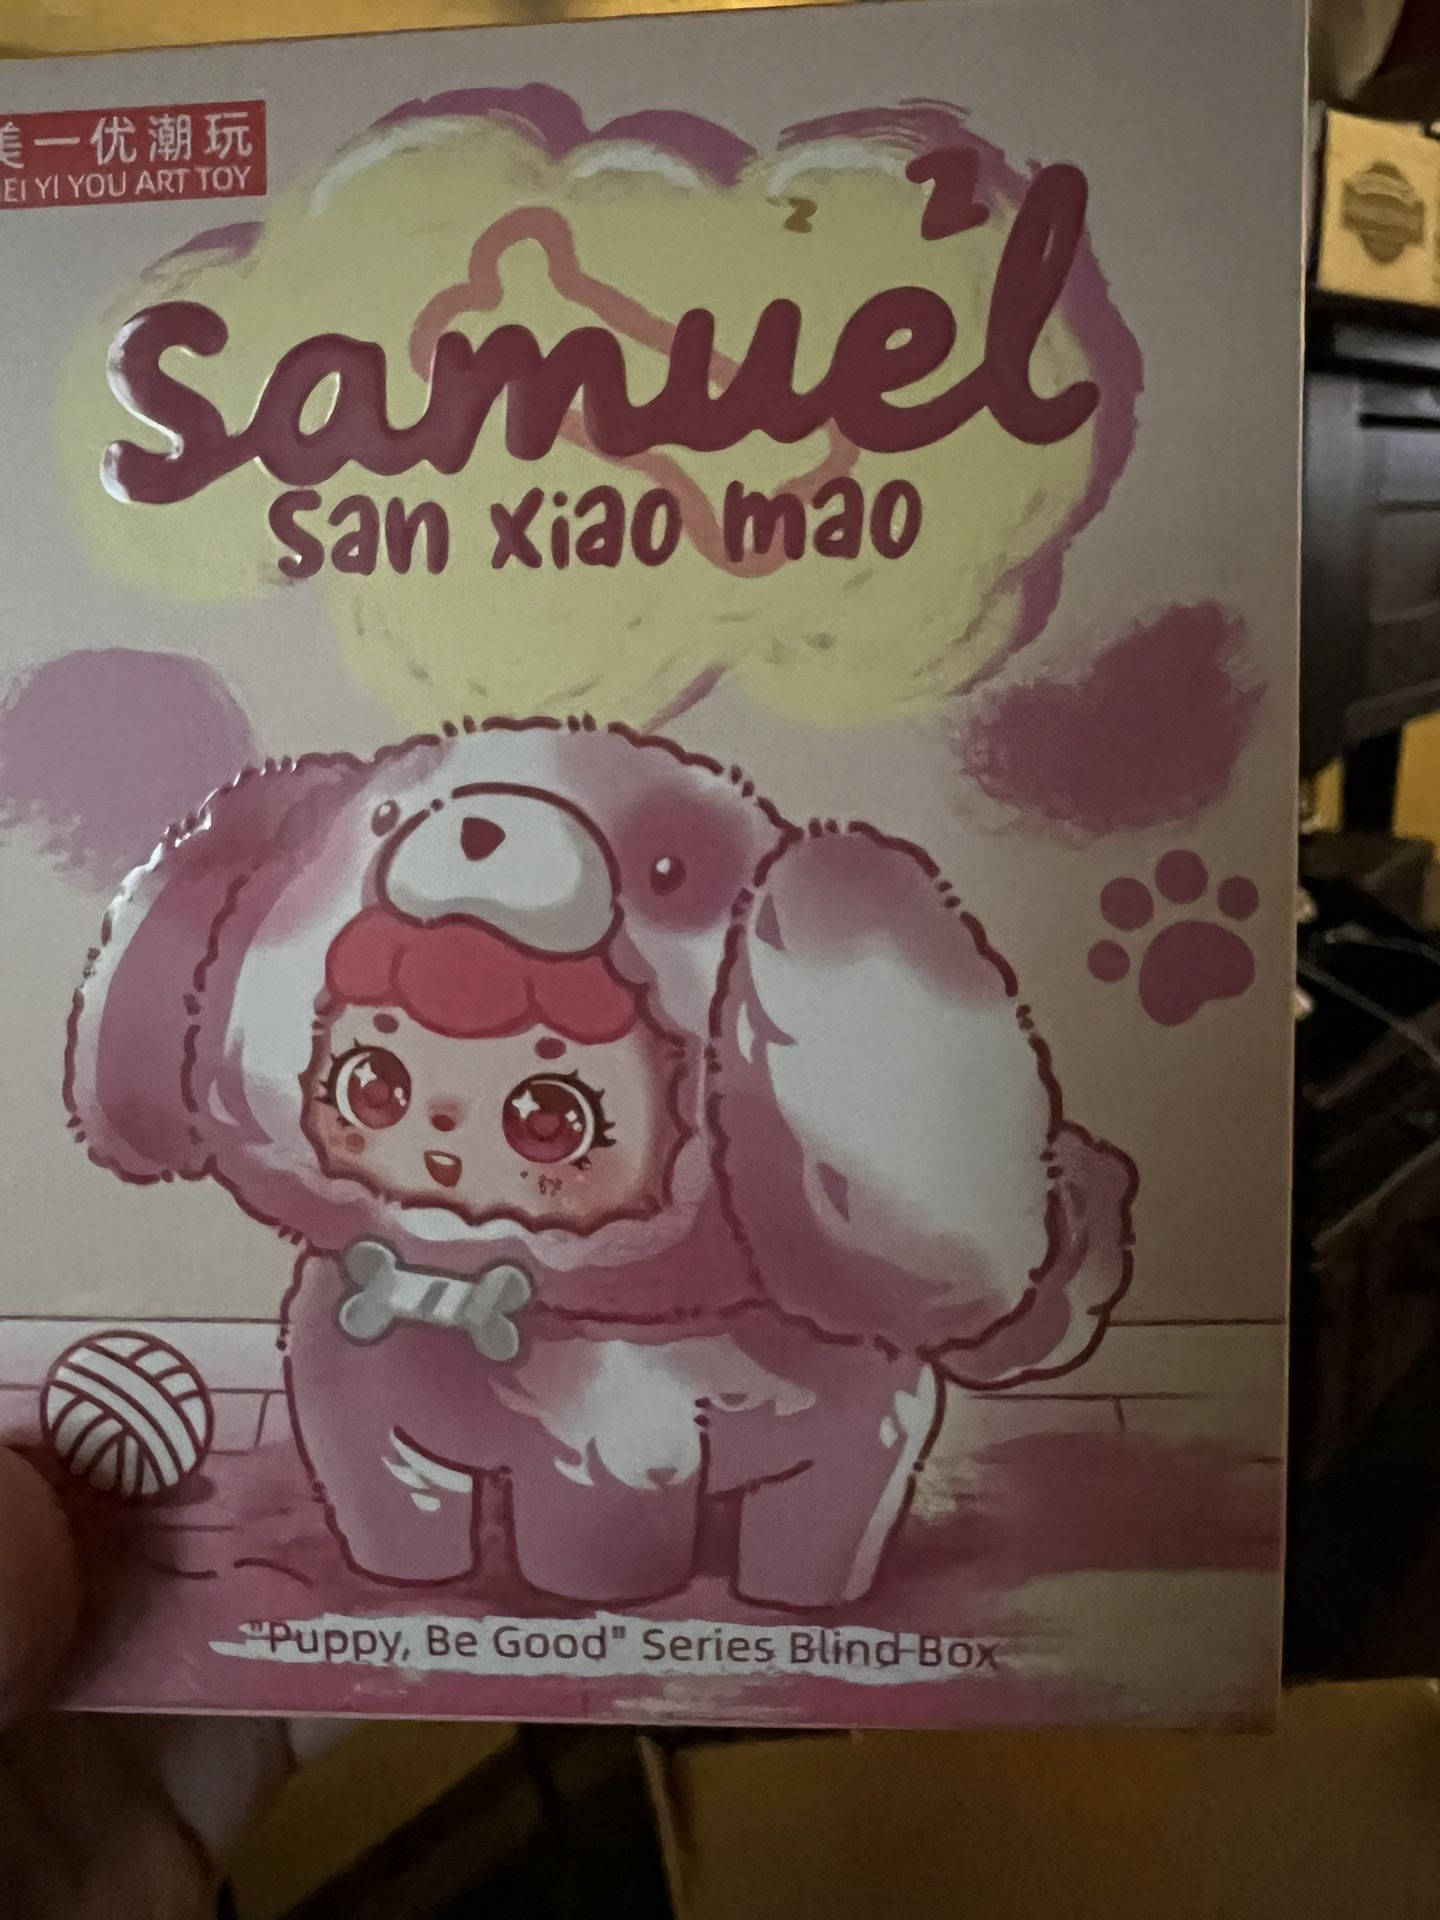 美一优潮玩
EI YI YOU ART TOY
z
z
Samuel
San xiao mao
"Puppy, Be Good" Series Blind Box